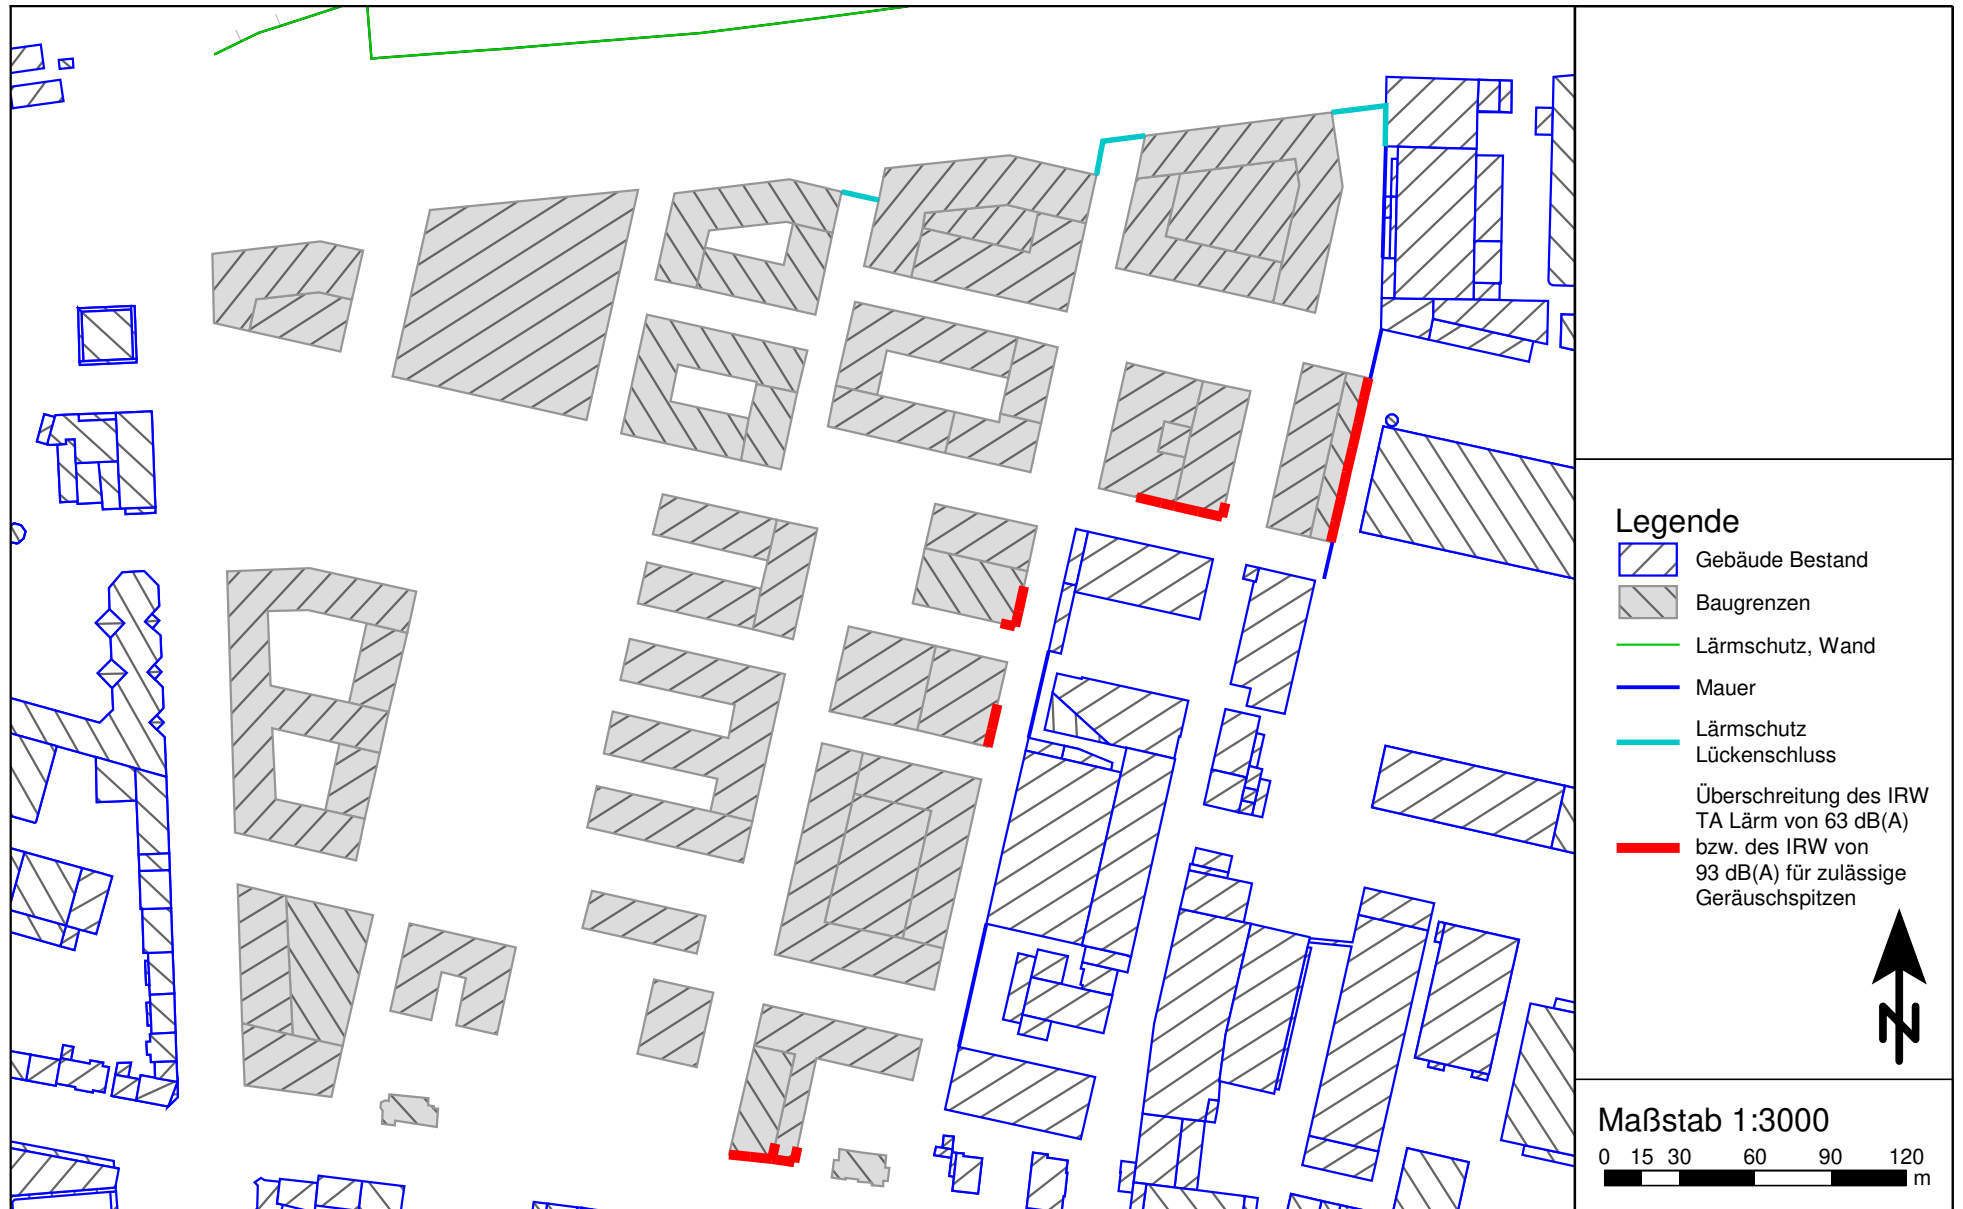 Legende
Gebäude Bestand
Baugrenzen
Lärmschutz, Wand
Mauer
Lärmschutz
Lückenschluss
Überschreitung des IRW
TA Lärm von 63 dB(A)
bzw. des IRW von
93 dB(A) für zulässige
Geräuschspitzen
N
Maßstab 1:3000
0 15 30 60 90 120
m